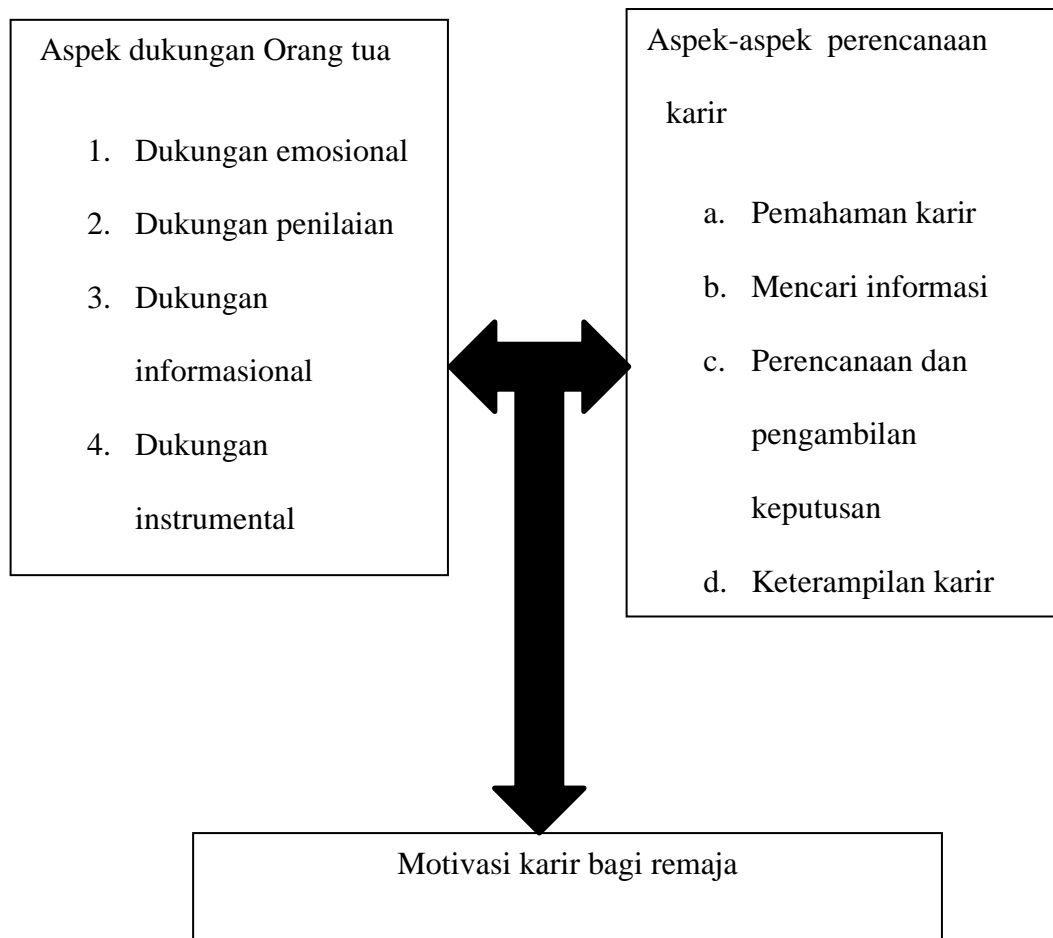 Aspek dukungan Orang tua
1. Dukungan emosional
2. Dukungan penilaian
3. Dukungan
informasional
4. Dukungan
instrumental
Aspek-aspek perencanaan
karir
a. Pemahaman karir
b. Mencari informasi
c. Perencanaan dan
pengambilan
keputusan
d. Keterampilan karir
Motivasi karir bagi remaja